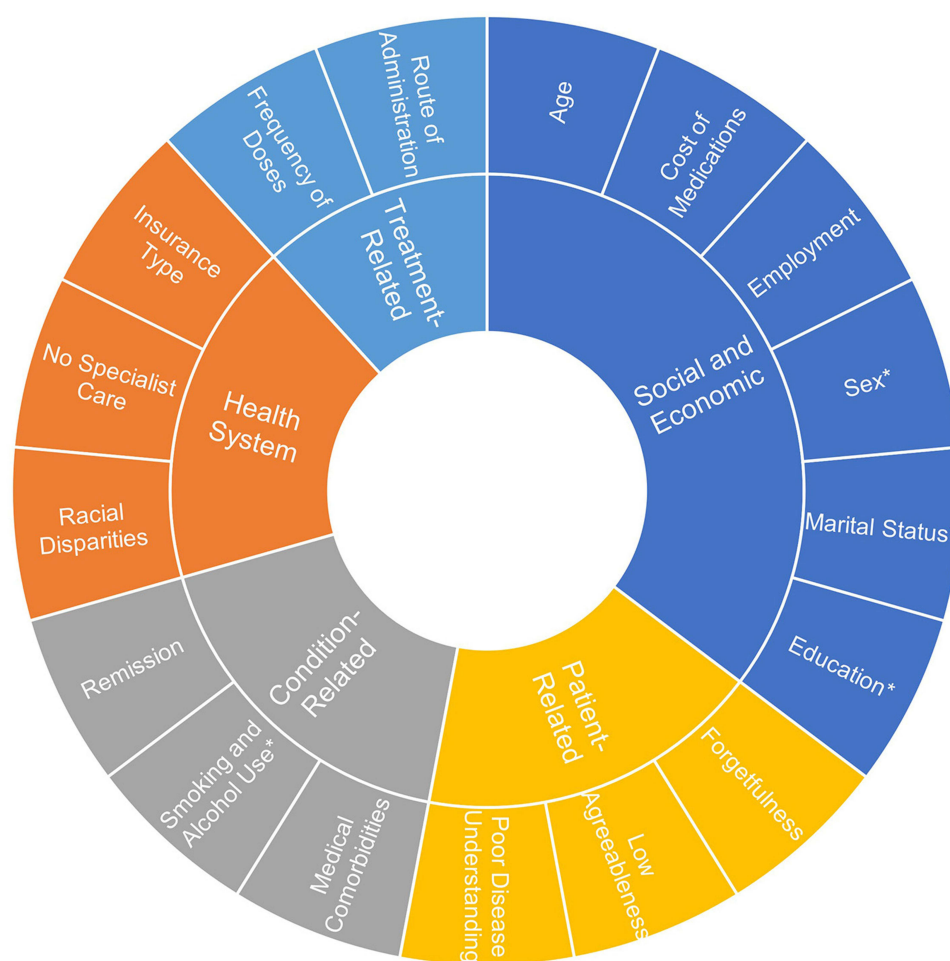 Social and
Economic
Age
Cost of
Medications
Employment
Sex*
Marital Status
Education*
Patient-
Related
Forgetfulness
Low
Agreeableness
Poor Disease
Understanding
Condition-
Related
Medical
Comorbidities
Smoking and
Alcohol Use*
Remission
Health
System
Racial
Disparities
No Specialist
Care
Insurance
Type
Treatment-
Related
Frequency of
Doses
Route of
Administration